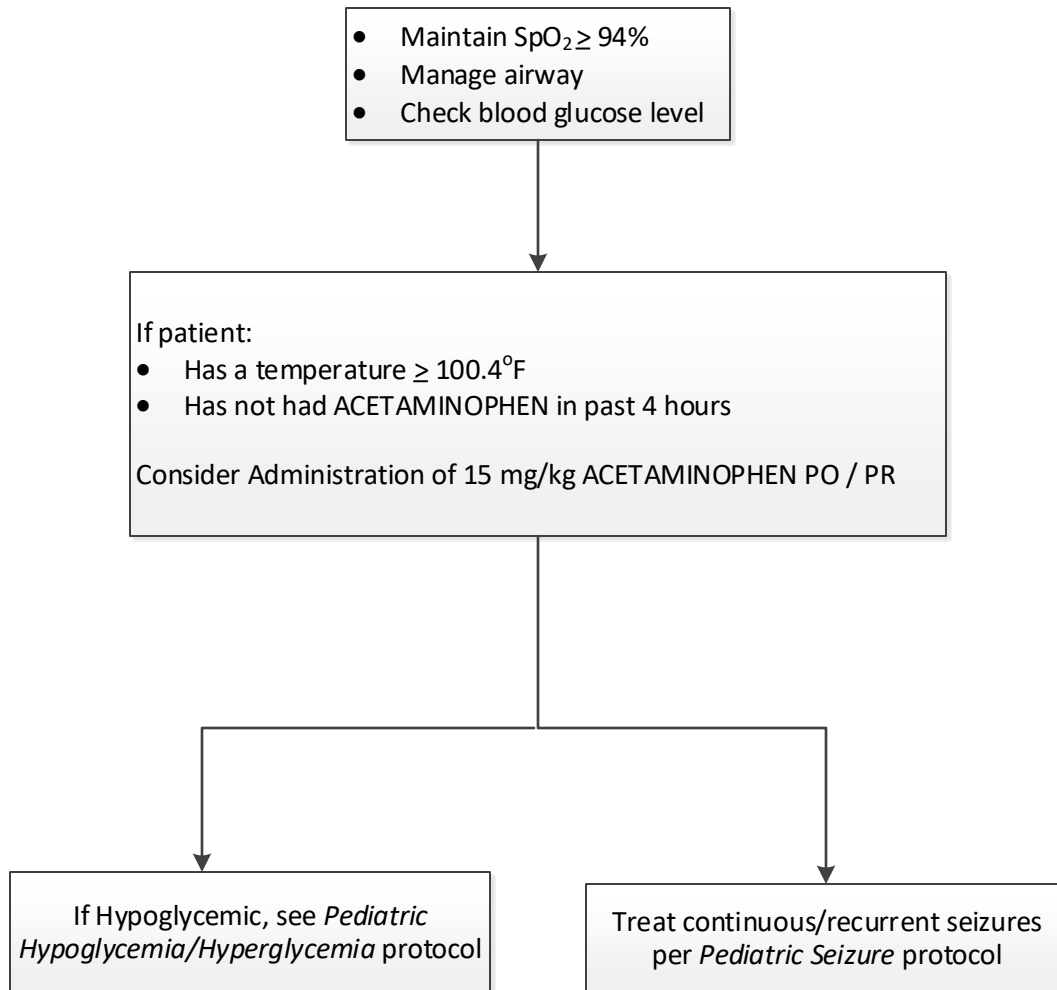 • Maintain SpO₂ ≥ 94%
• Manage airway
• Check blood glucose level
If patient:
• Has a temperature ≥ 100.4°F
• Has not had ACETAMINOPHEN in past 4 hours
Consider Administration of 15 mg/kg ACETAMINOPHEN PO / PR
If Hypoglycemic, see Pediatric
Hypoglycemia/Hyperglycemia protocol
Treat continuous/recurrent seizures
per Pediatric Seizure protocol